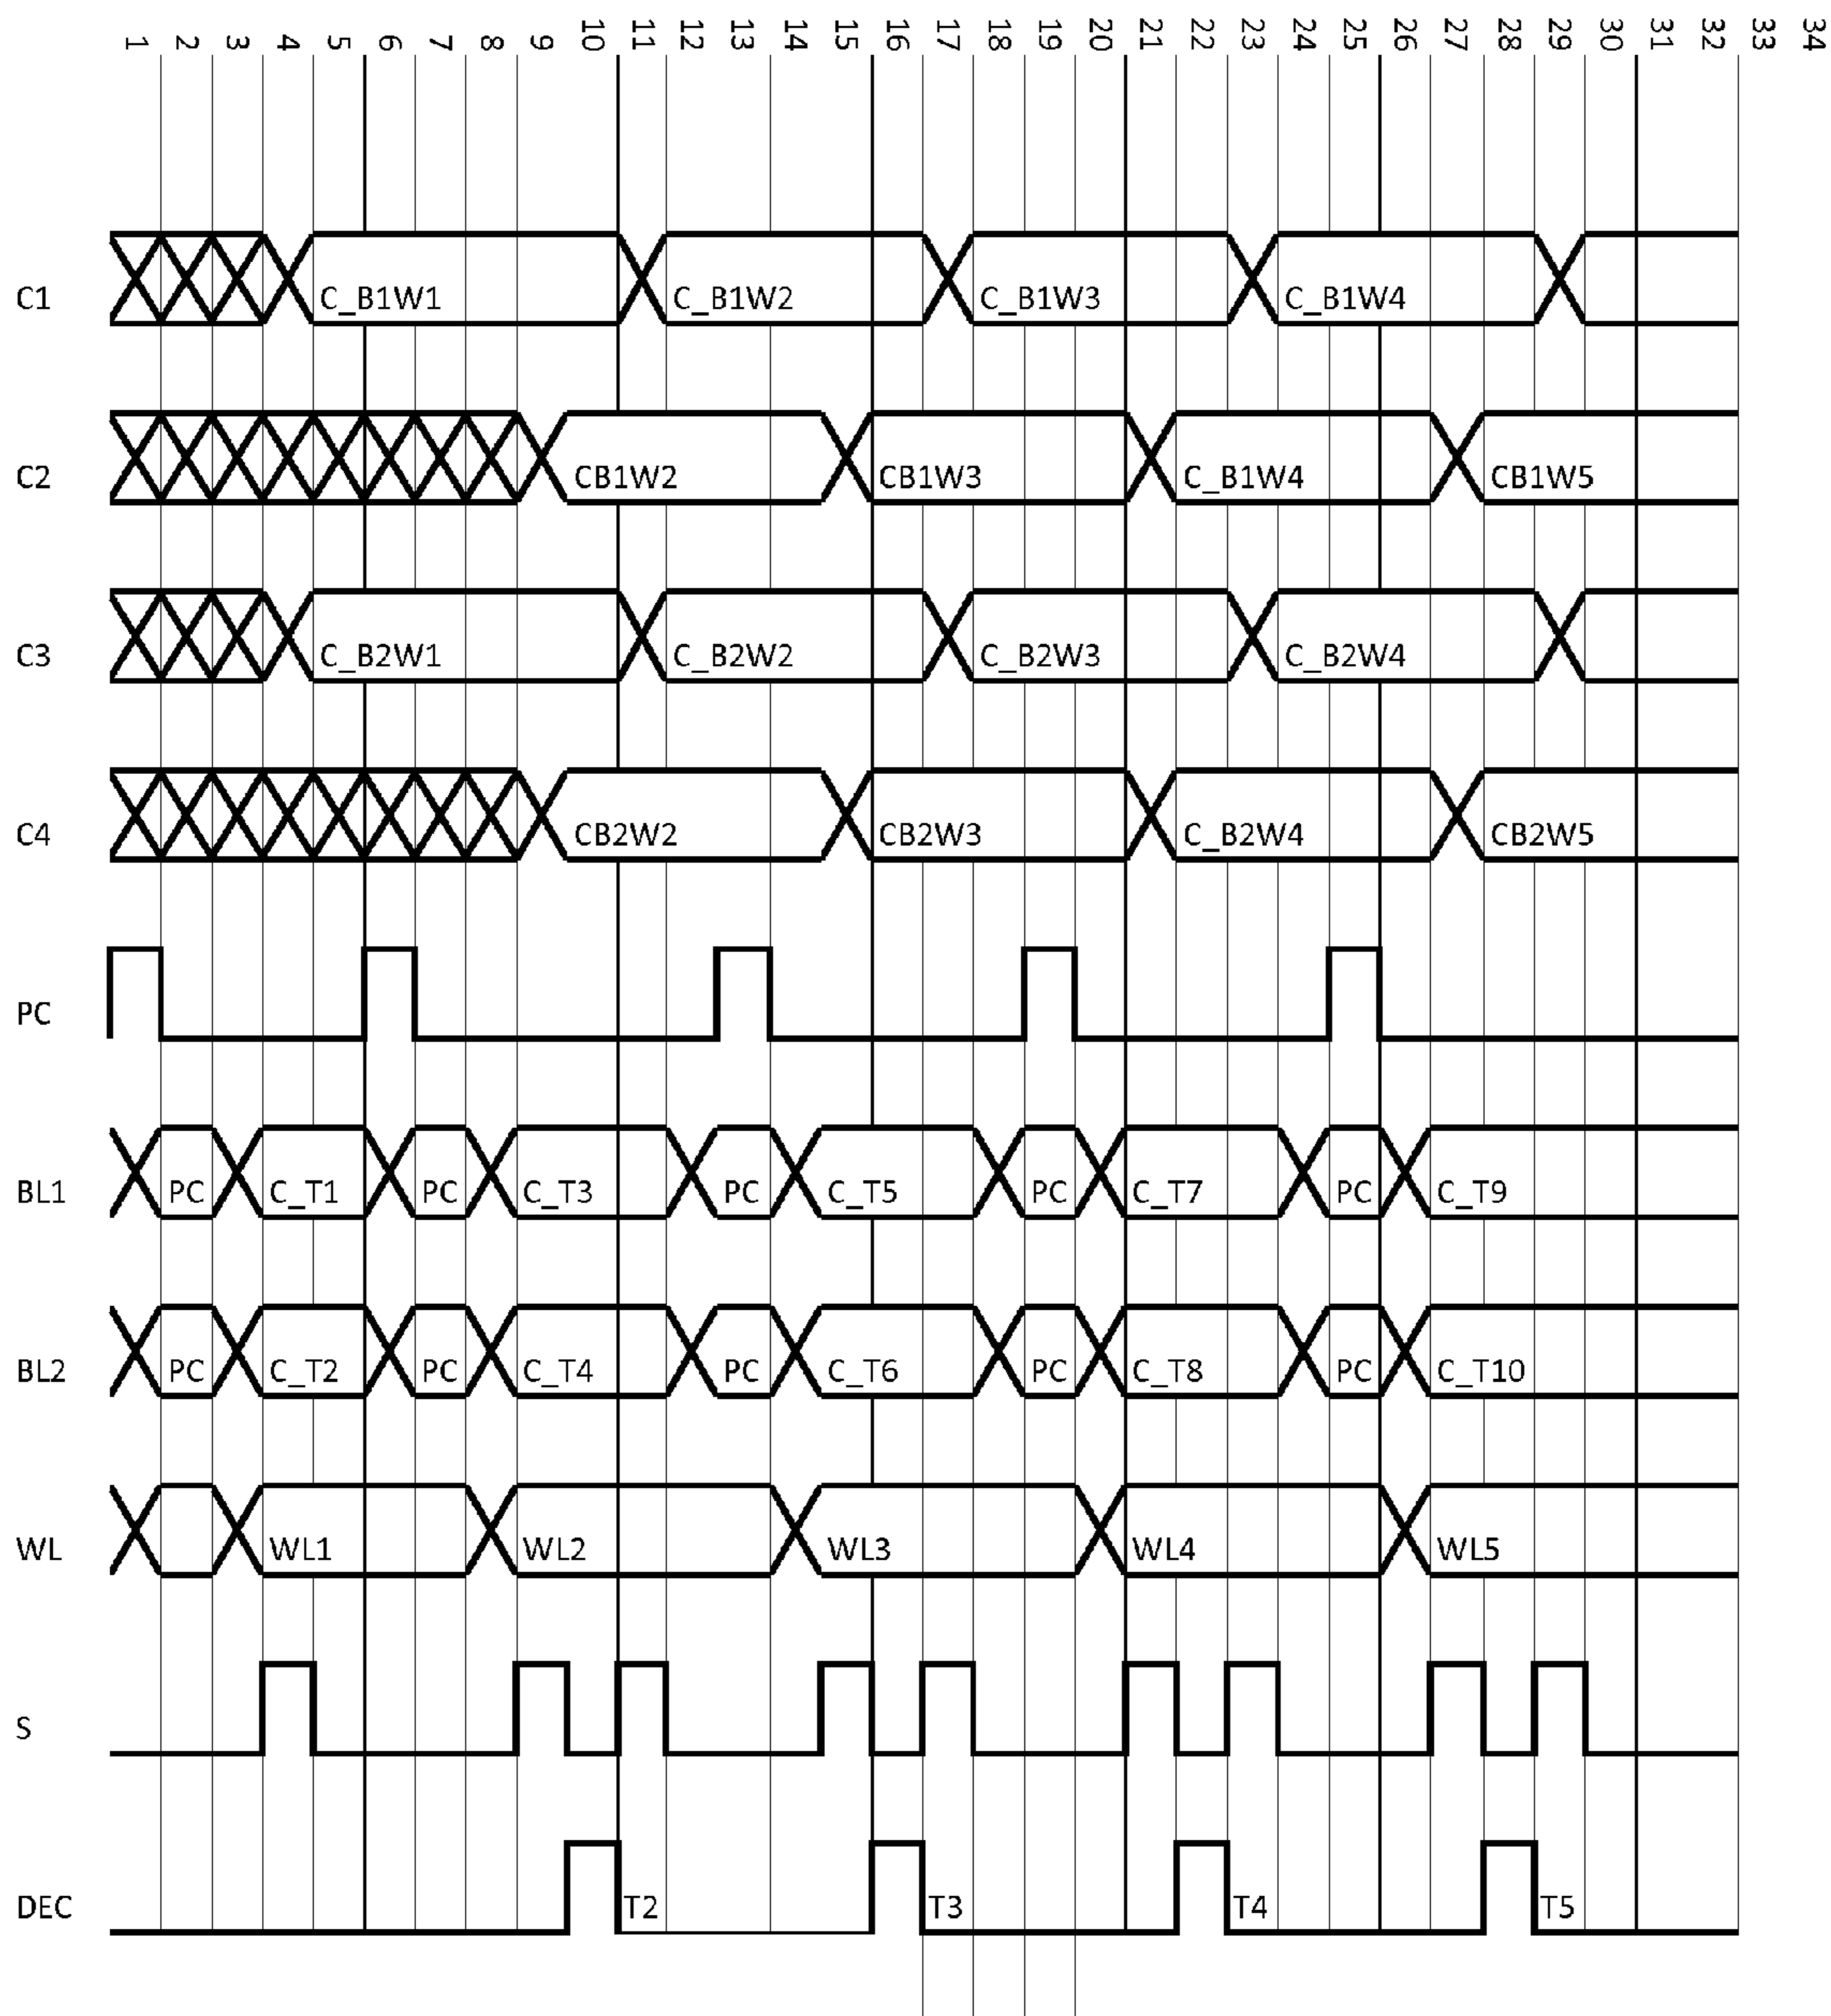 1 2 3 4 5 6 7 8 9 10 11 12 13 14 15 16 17 18 19 20 21 22 23 24 25 26 27 28 29 30 31 32 33 34
C1 C_B1W1 C_B1W2 C_B1W3 C_B1W4
C2 CB1W2 CB1W3 C_B1W4 CB1W5
C3 C_B2W1 C_B2W2 C_B2W3 C_B2W4
C4 CB2W2 CB2W3 C_B2W4 CB2W5
PC
BL1 PC C_T1 PC C_T3 PC C_T5 PC C_T7 PC C_T9
BL2 PC C_T2 PC C_T4 PC C_T6 PC C_T8 PC C_T10
WL WL1 WL2 WL3 WL4 WL5
S
DEC T2 T3 T4 T5